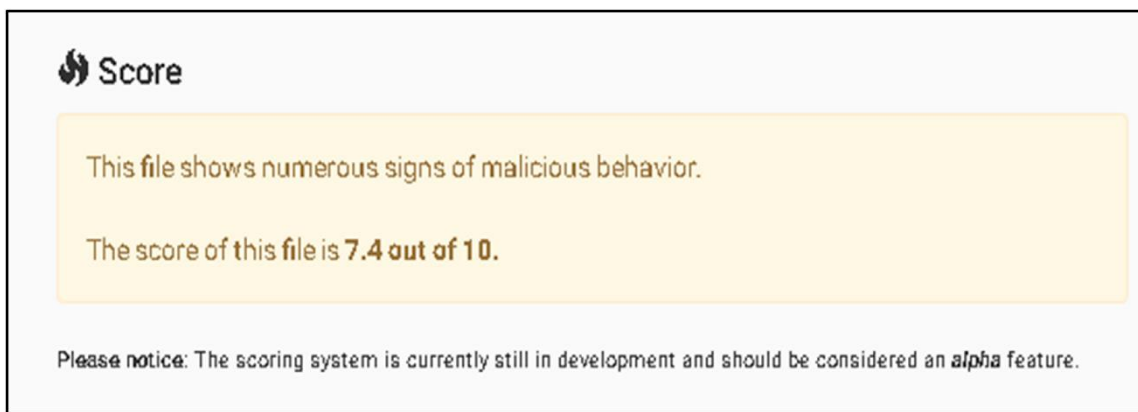 Score
This file shows numerous signs of malicious behavior.
The score of this file is 7.4 out of 10.
Please notice: The scoring system is currently still in development and should be considered an alpha feature.